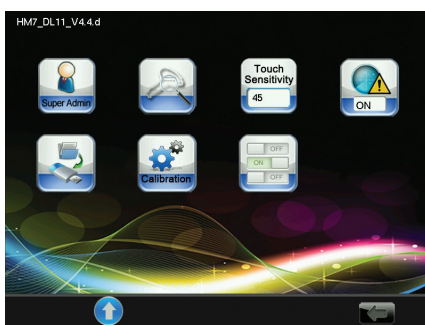 HM7_DL11_V4.4.d
Super Admin
Touch
Sensitivity
45
ON
Calibration
OFF
ON
OFF